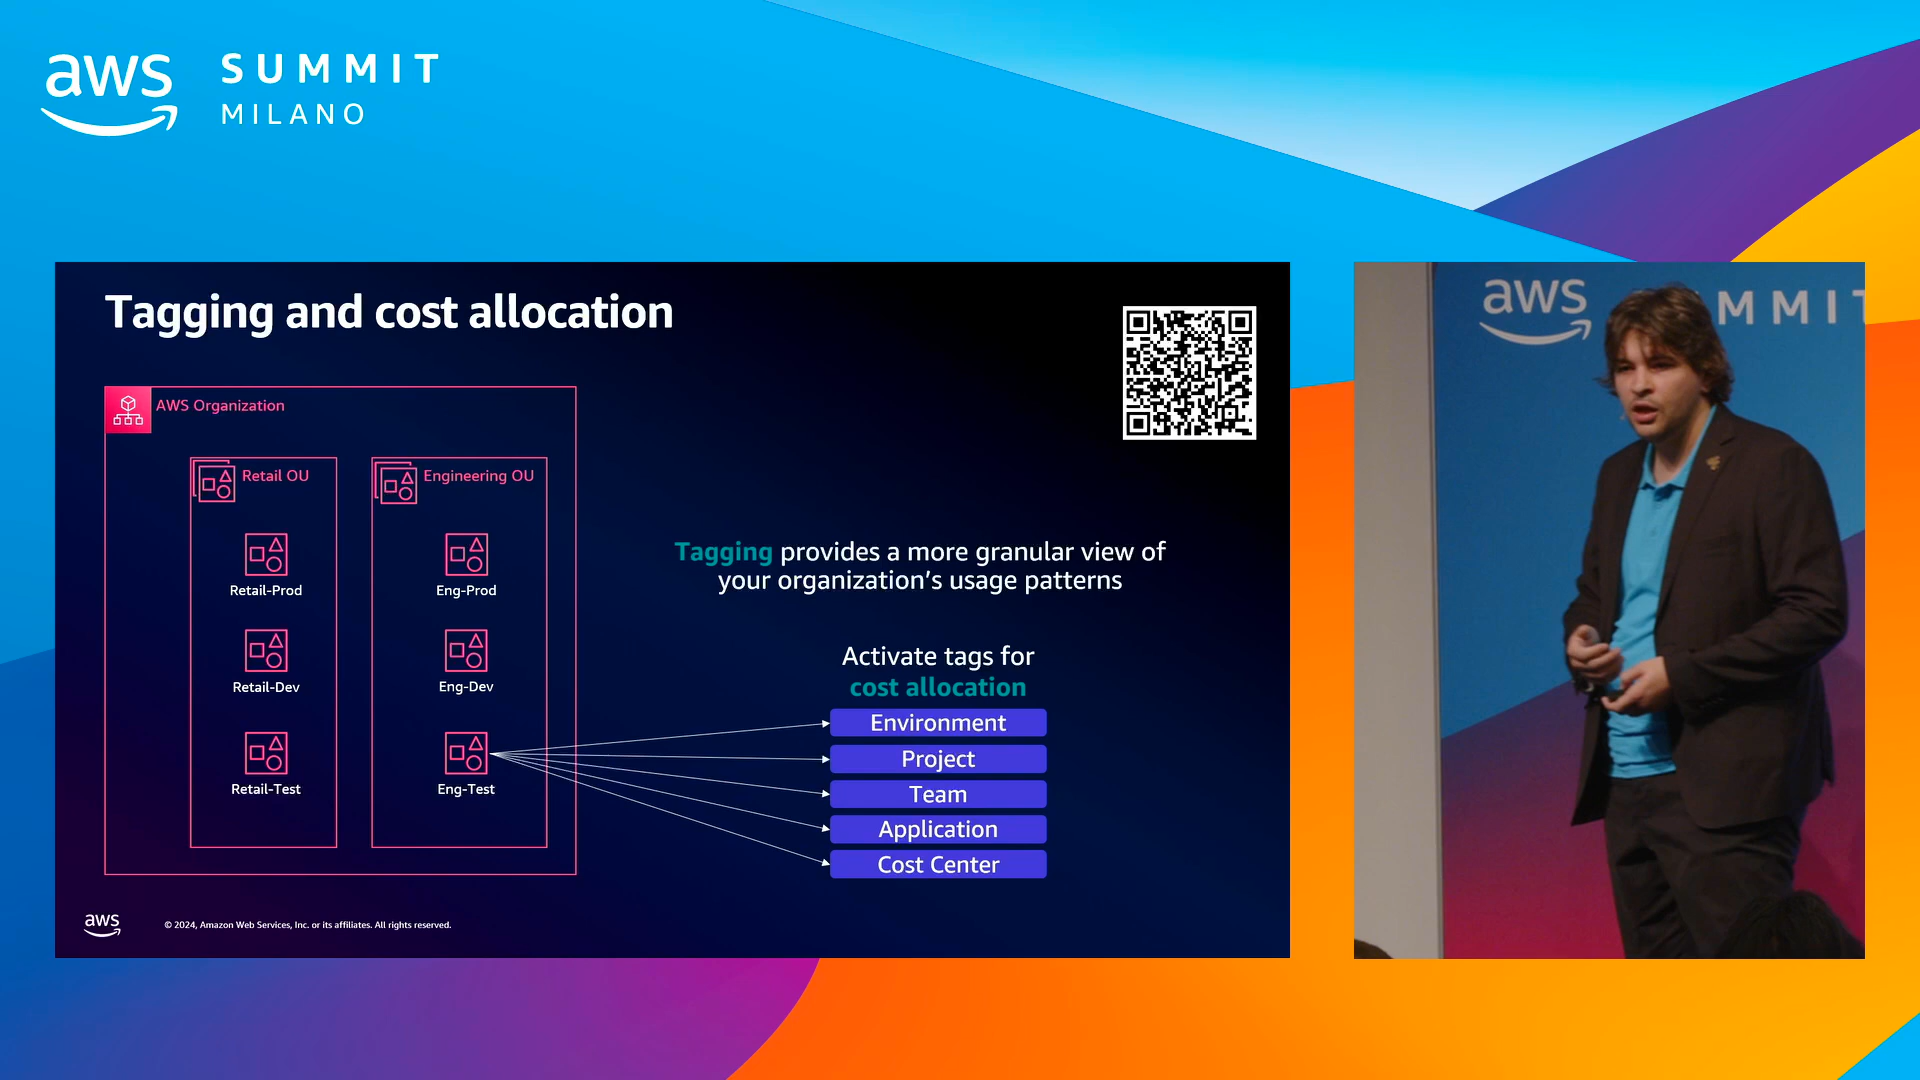 aws
SUMMIT
MILANO
Tagging and cost allocation
AWS Organization
Retail OU
Retail-Prod
Retail-Dev
Retail-Test
Engineering OU
Eng-Prod
Eng-Dev
Eng-Test
Tagging provides a more granular view of
your organization’s usage patterns
Activate tags for
cost allocation
Environment
Project
Team
Application
Cost Center
aws
© 2024, Amazon Web Services, Inc. or its affiliates. All rights reserved.
aws
MMIT